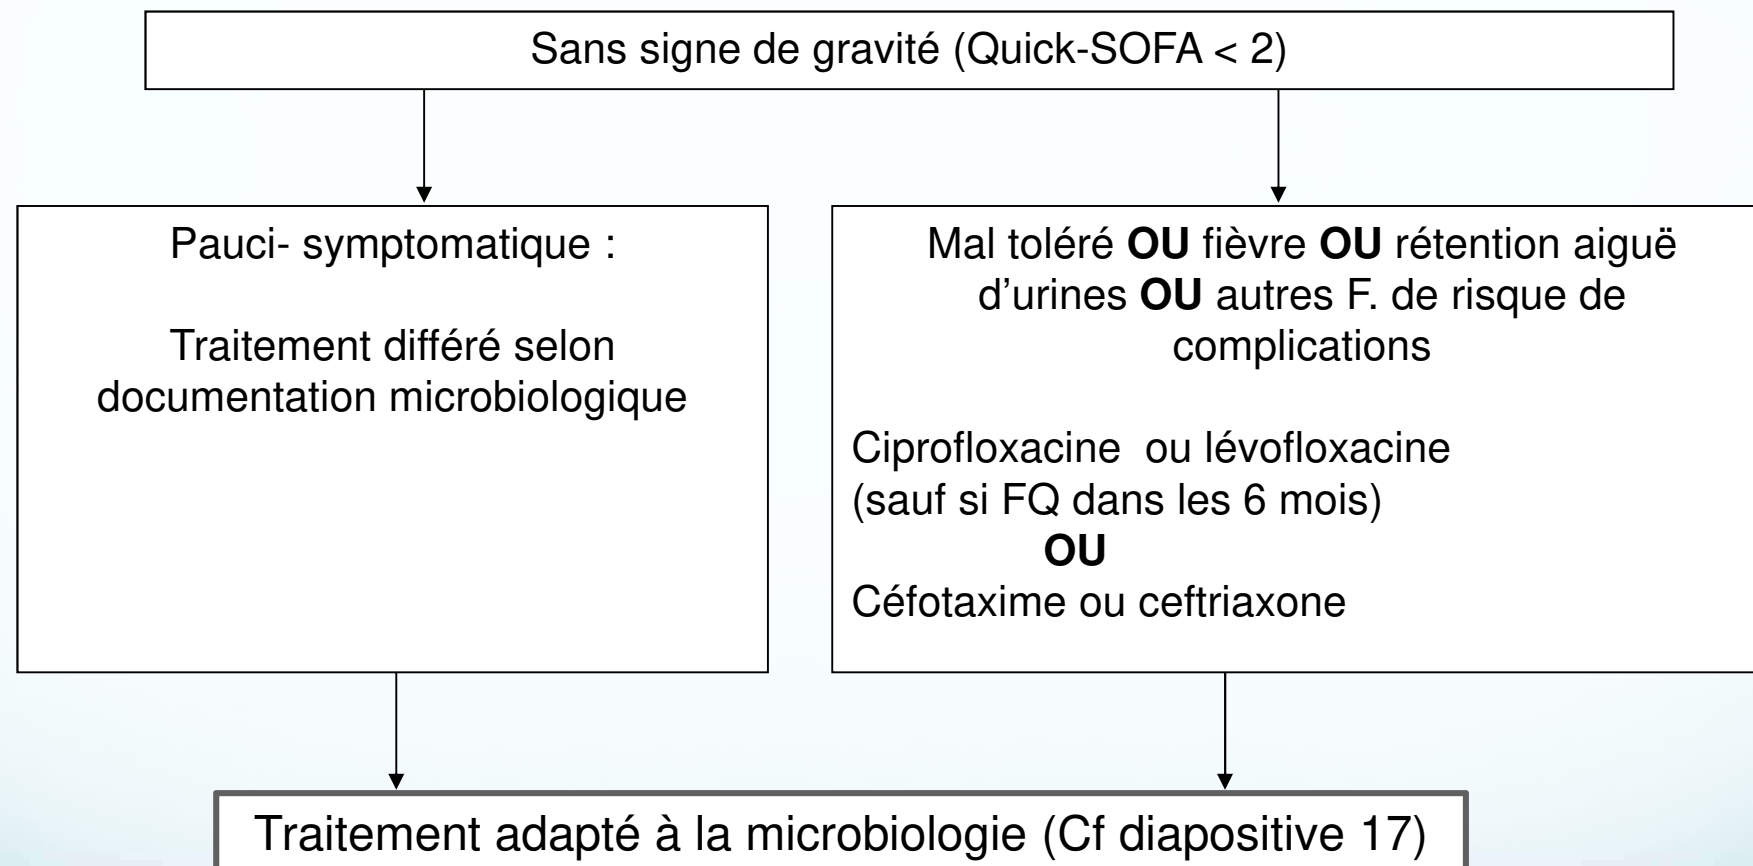 Sans signe de gravité (Quick-SOFA < 2)
Pauci- symptomatique :
Traitement différé selon
documentation microbiologique
Mal toléré OU fièvre OU rétention aiguë
d’urines OU autres F. de risque de
complications
Ciprofloxacine ou lévofloxacine
(sauf si FQ dans les 6 mois)
OU
Céfotaxime ou ceftriaxone
Traitement adapté à la microbiologie (Cf diapositive 17)